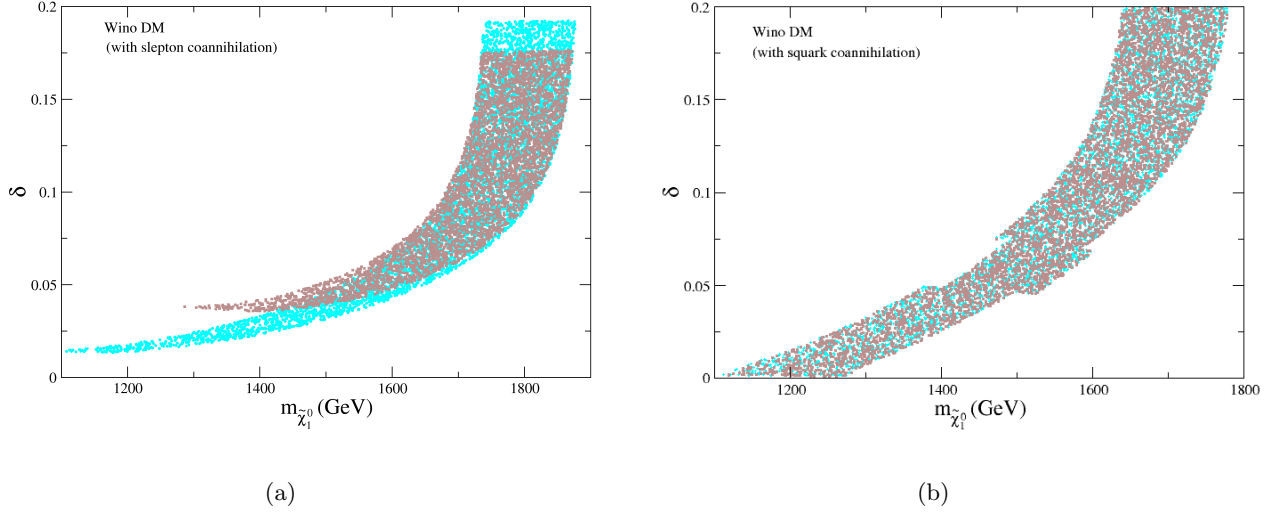 Wino DM
(with slepton coannihilation)
0.2
0.15
0.1
0.05
0
δ
1200
1400
1600
1800
m χ̃₁⁰ (GeV)
(a)
Wino DM
(with squark coannihilation)
0.2
0.15
0.1
0.05
0
δ
1200
1400
1600
1800
m χ̃₁⁰ (GeV)
(b)